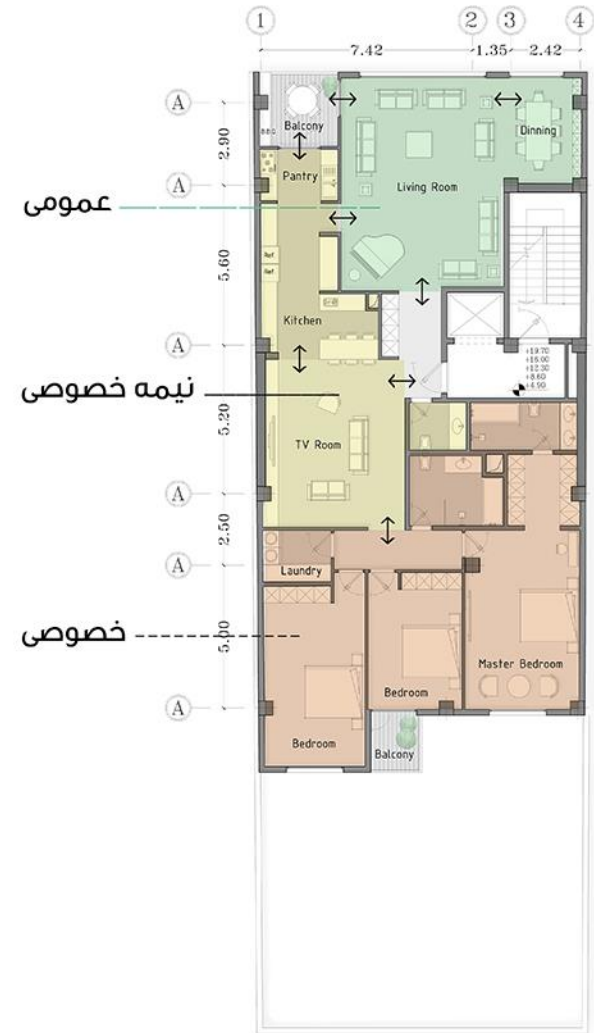 1 2 3 4
7.42 1.35 2.42
A
Balcony
Dinning
2.90
Pantry
A
Living Room
عمومی
5.60
Ref.
Ref.
Kitchen
A
+19.70
+16.00
+12.30
+8.60
+4.90
نیمه خصوصی
5.20
TV Room
A
2.50
Laundry
A
خصوصی
5.00
Master Bedroom
Bedroom
A
Bedroom
Balcony